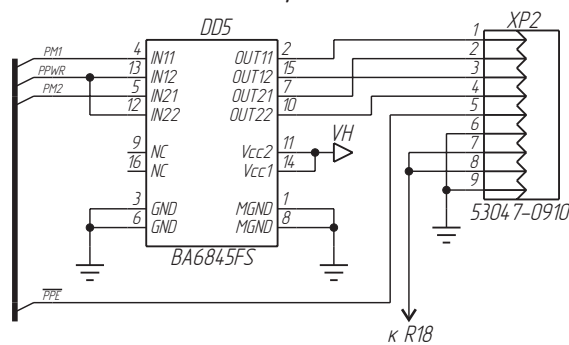 DD5
XP2
PM1 4 IN11 OUT11 2
PPWR 13 IN12 OUT12 15
PM2 5 IN21 OUT21 7
12 IN22 OUT22 10
9 NC Vcc2 11 VH
16 NC Vcc1 14
3 GND MGND 1
6 GND MGND 8
BA6845FS
PPE
1
2
3
4
5
6
7
8
9
53047-0910
к R18